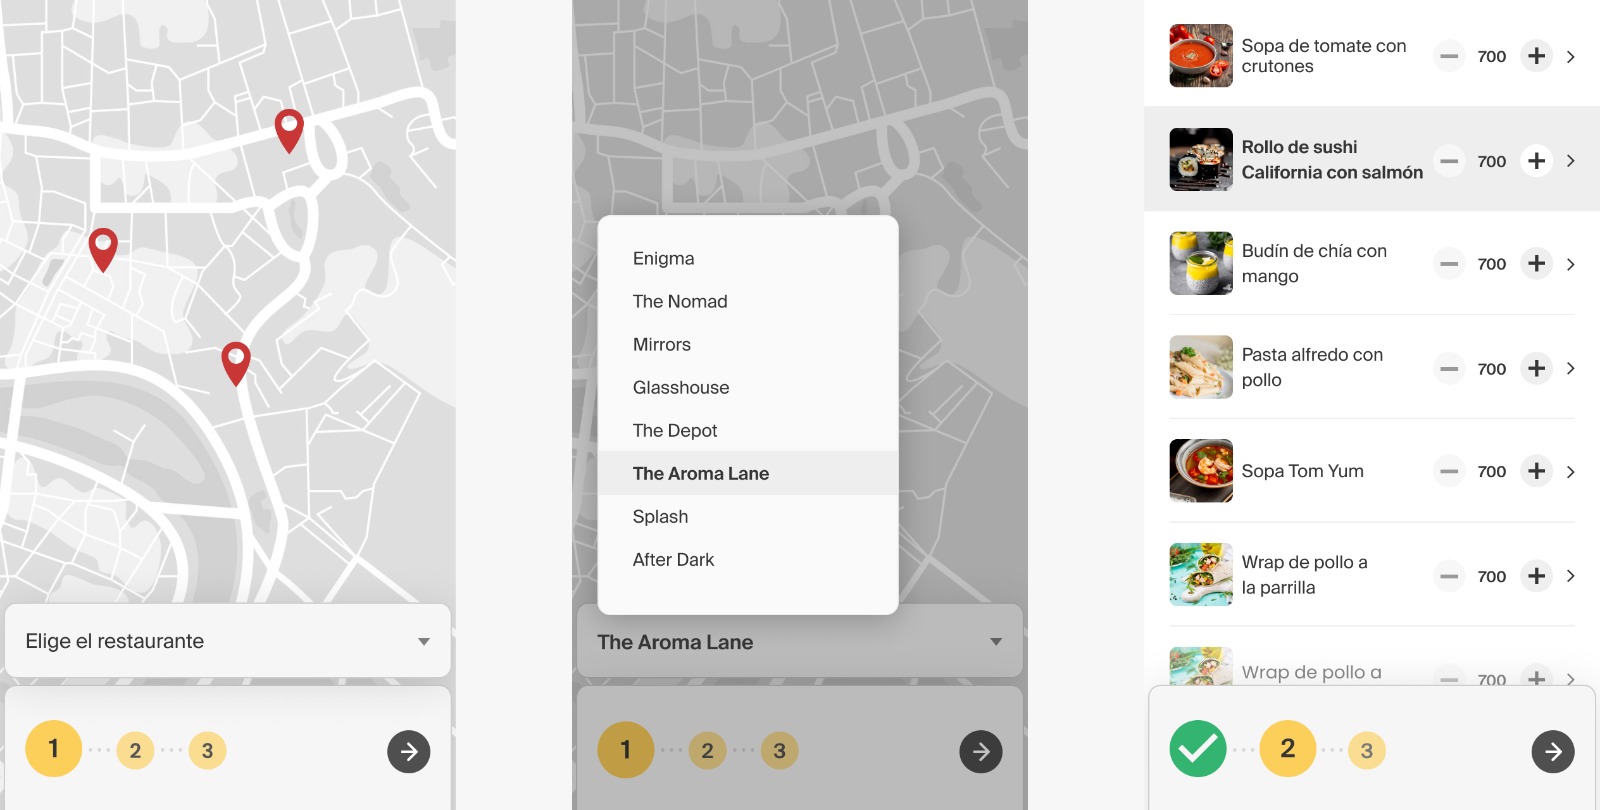 Elige el restaurante
1
2
3
Enigma
The Nomad
Mirrors
Glasshouse
The Depot
The Aroma Lane
Splash
After Dark
The Aroma Lane
1
2
3
Sopa de tomate con
crutones
700
Rollo de sushi
California con salmón
700
Budín de chía con
mango
700
Pasta alfredo con
pollo
700
Sopa Tom Yum
700
Wrap de pollo a
la parrilla
700
Wrap de pollo a
700
2
3